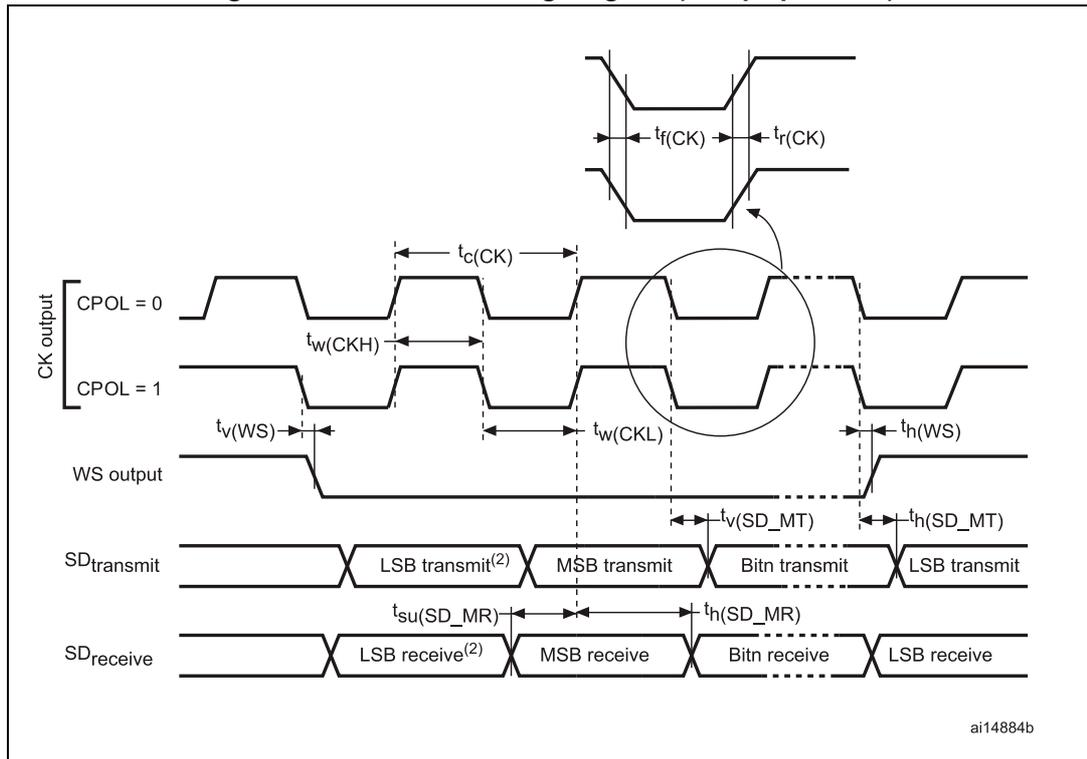 tf(CK)
tr(CK)
tc(CK)
CK output
CPOL = 0
tw(CKH)
CPOL = 1
tv(WS)
tw(CKL)
th(WS)
WS output
tv(SD_MT)
th(SD_MT)
SDtransmit
LSB transmit(2)
MSB transmit
Bitn transmit
LSB transmit
tsu(SD_MR)
th(SD_MR)
SDreceive
LSB receive(2)
MSB receive
Bitn receive
LSB receive
ai14884b